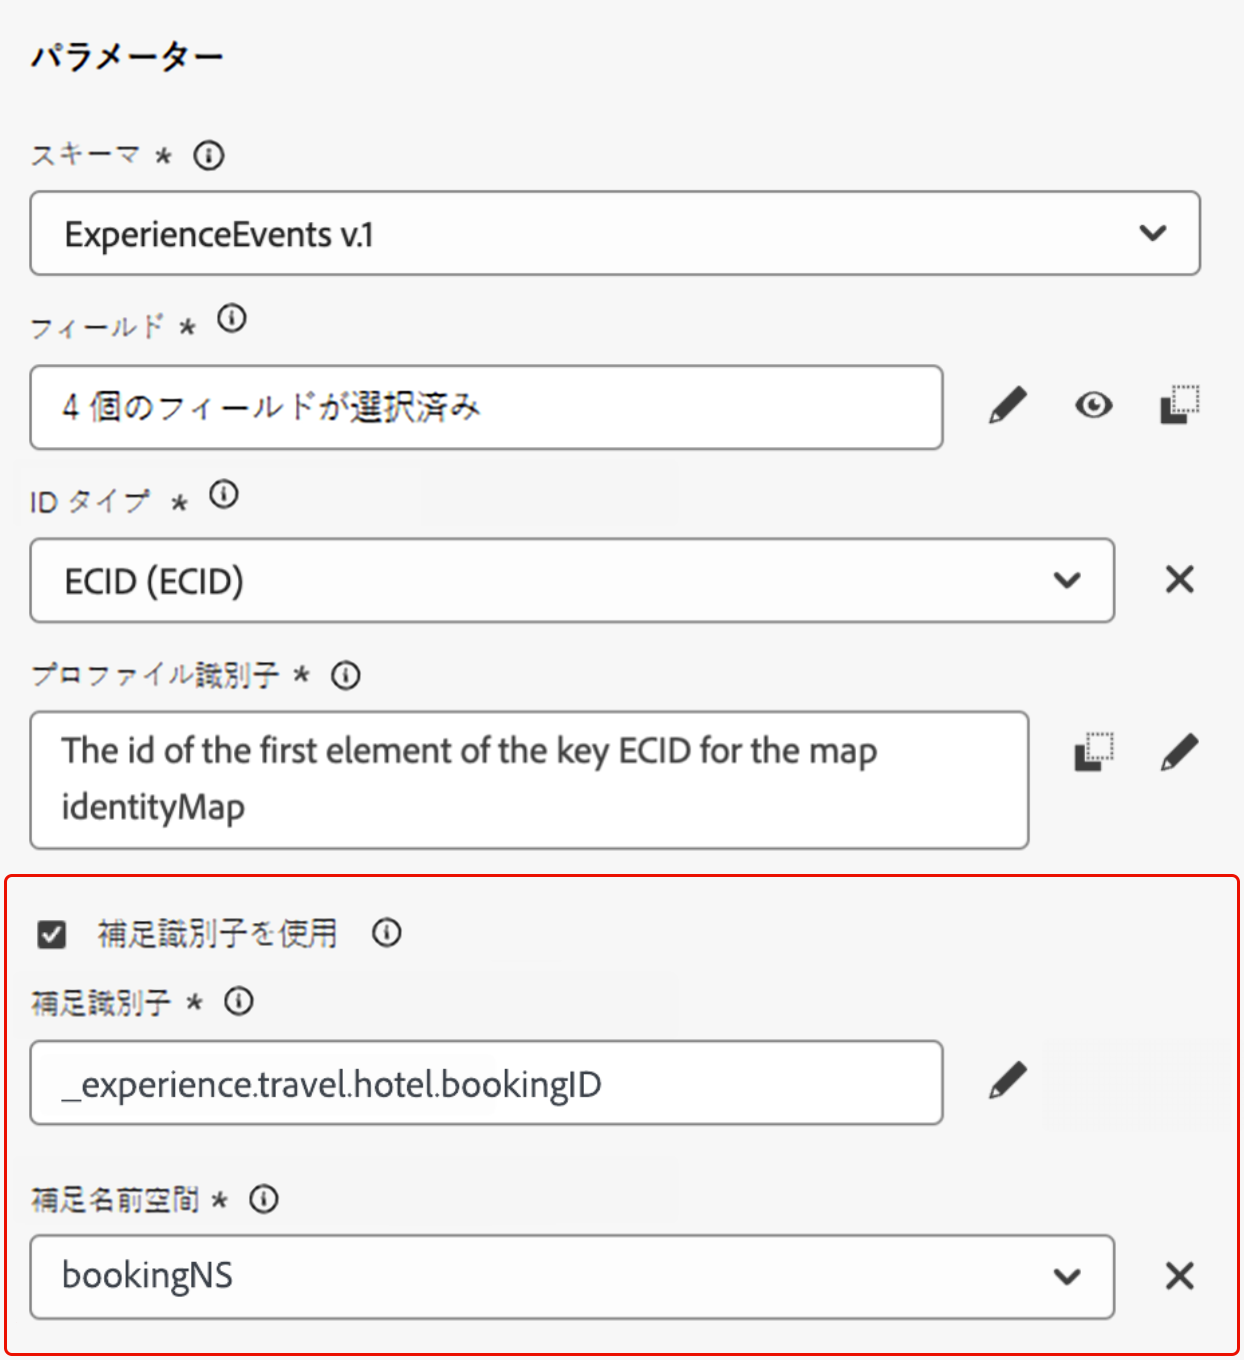 パラメーター
スキーマ *
ExperienceEvents v.1
フィールド *
4 個のフィールドが選択済み
ID タイプ *
ECID (ECID)
プロファイル識別子 *
The id of the first element of the key ECID for the map
identityMap
補足識別子を使用
補足識別子 *
_experience.travel.hotel.bookingID
補足名前空間 *
bookingNS